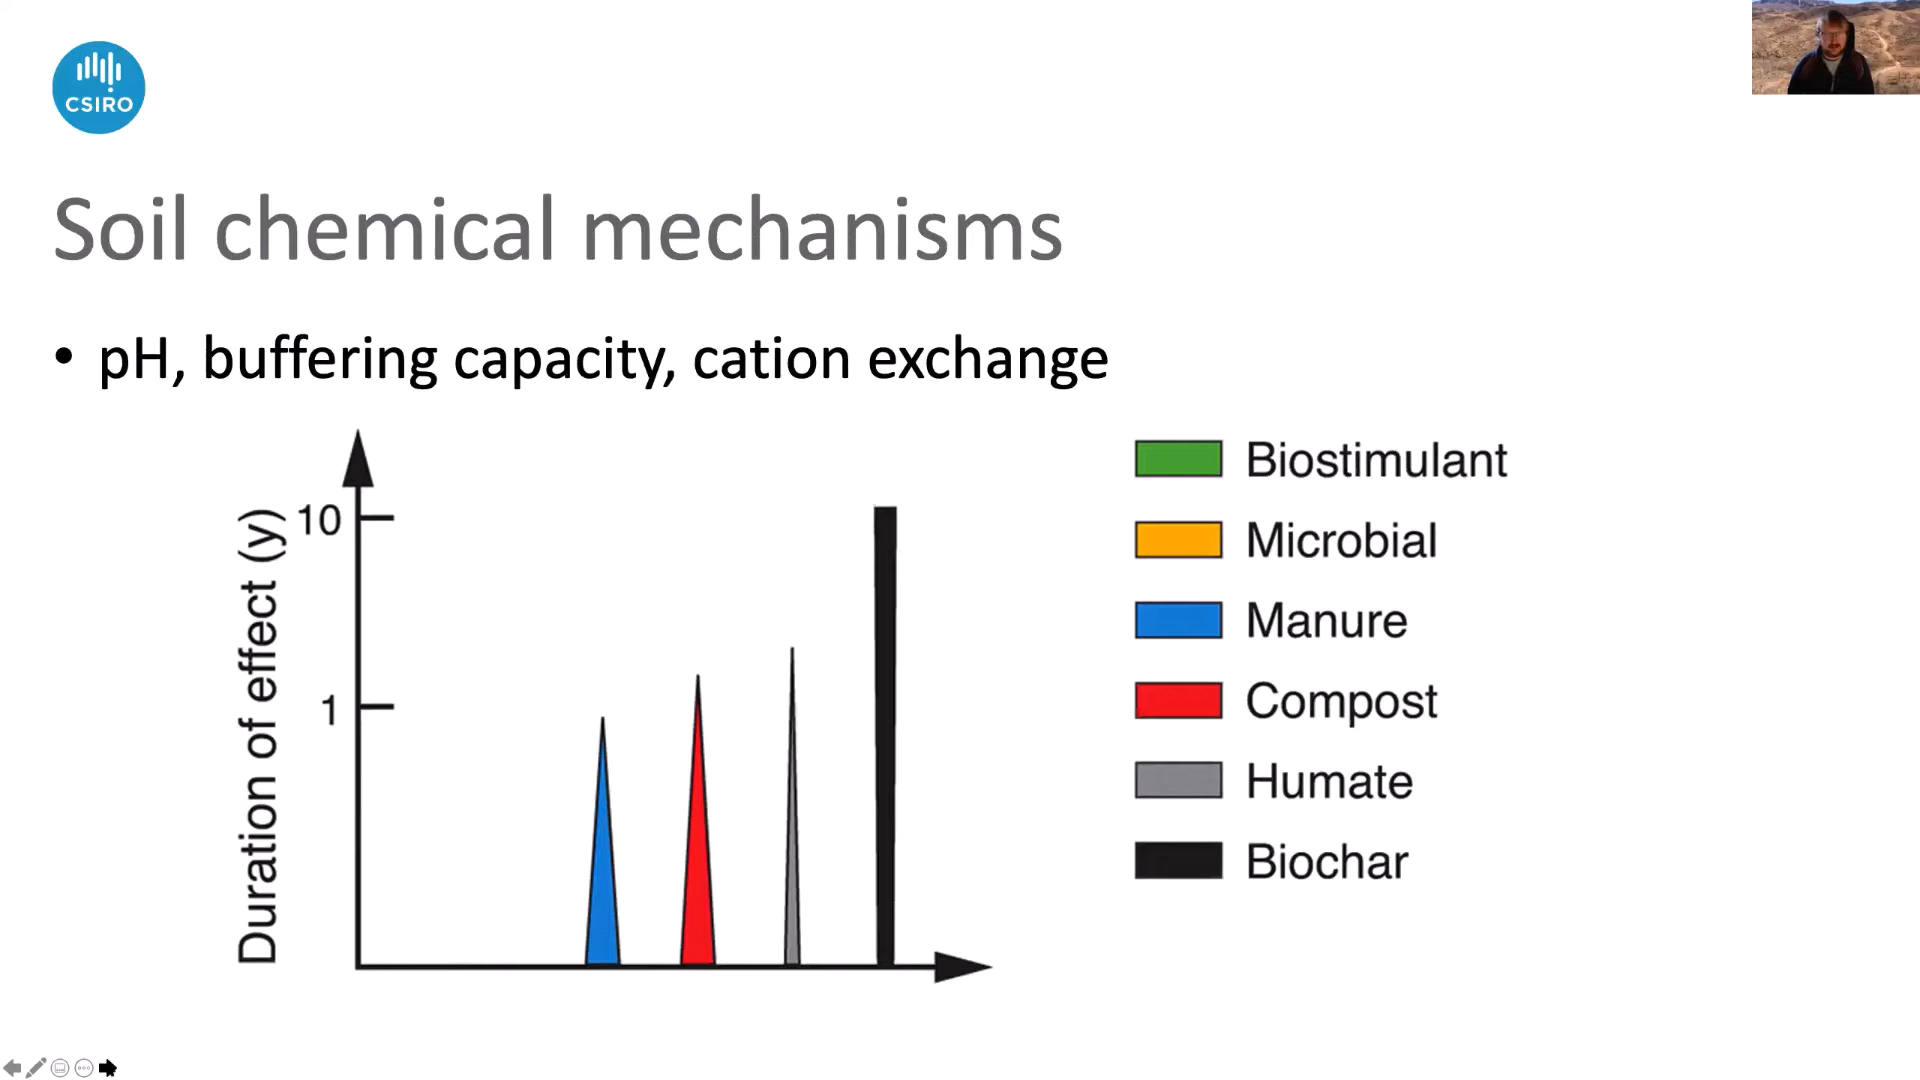 CSIRO
Soil chemical mechanisms
• pH, buffering capacity, cation exchange
Duration of effect (y)
10
1
Biostimulant
Microbial
Manure
Compost
Humate
Biochar